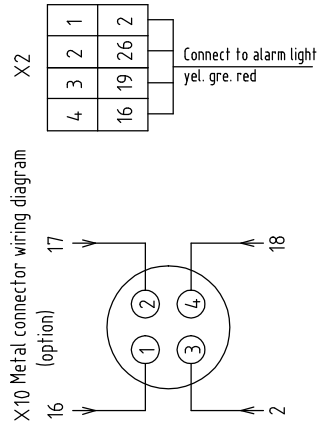 X2
1 2
2 26
3 19
4 16
Connect to alarm light
yel. gre. red
X10 Metal connector wiring diagram
(option)
17
18
16
2
2
4
1
3